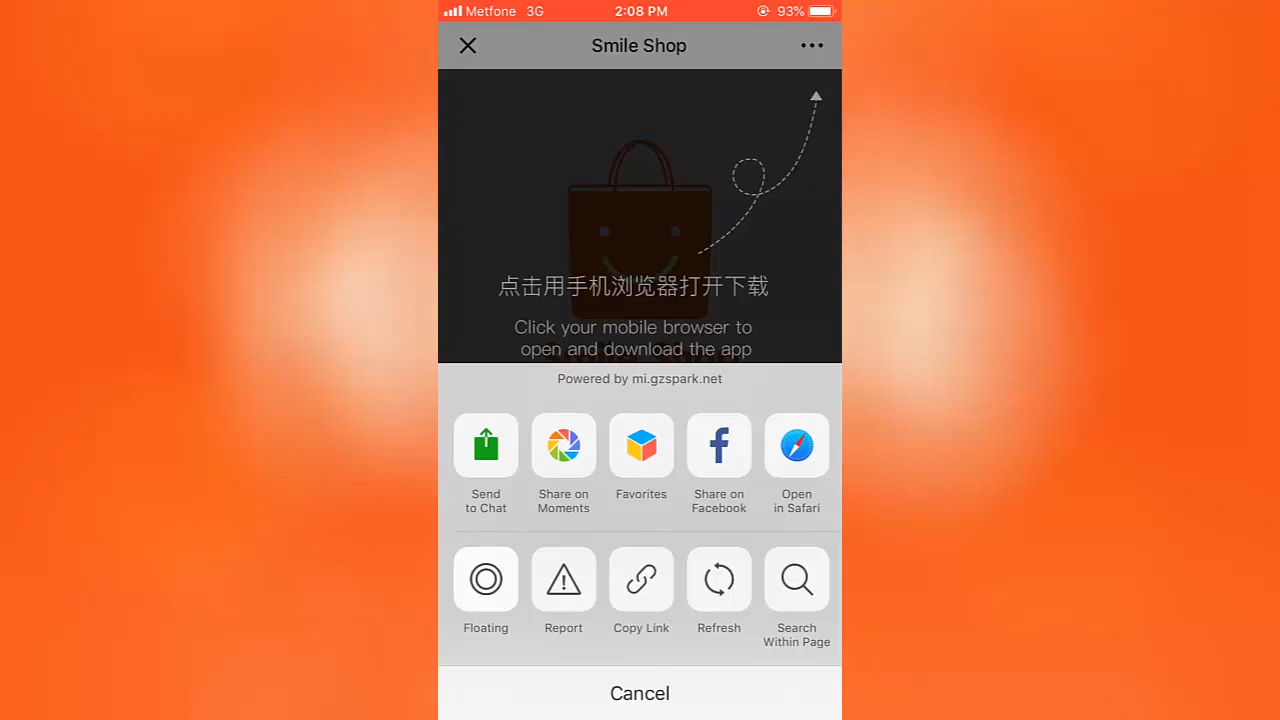 Metfone 3G 2:08 PM 93%
Smile Shop
点击用手机浏览器打开下载
Click your mobile browser to
open and download the app
Powered by mi.gzspark.net
Send
to Chat
Share on
Moments
Favorites
Share on
Facebook
Open
in Safari
Floating
Report
Copy Link
Refresh
Search
Within Page
Cancel